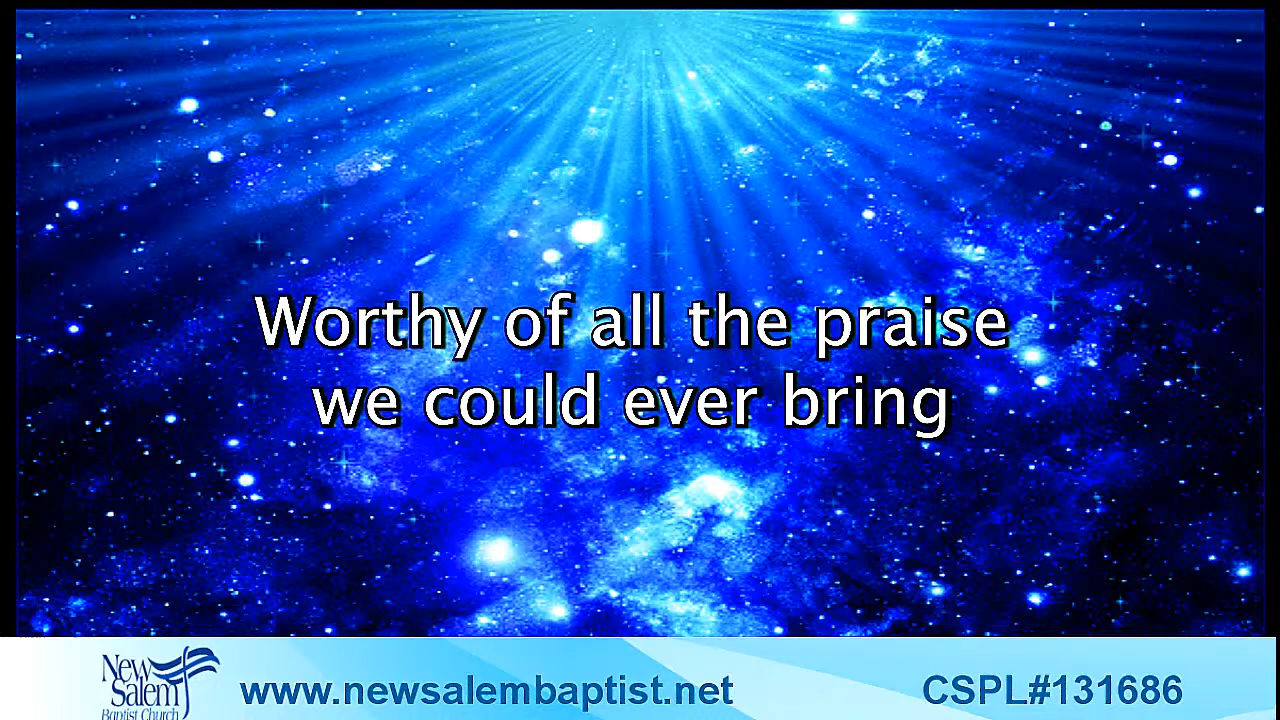 Worthy of all the praise
we could ever bring
New
Salem
Baptist Church
www.newsalembaptist.net
CSPL#131686